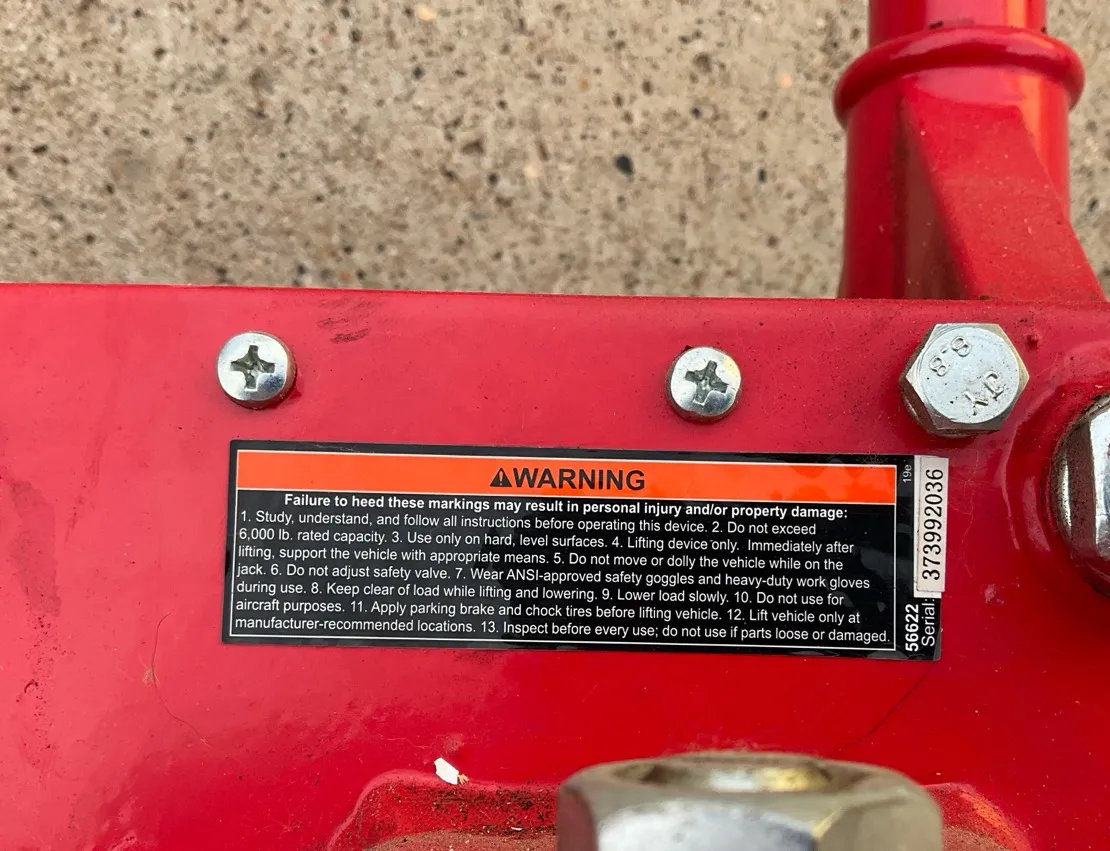 8.8
JY
⚠WARNING
Failure to heed these markings may result in personal injury and/or property damage:
1. Study, understand, and follow all instructions before operating this device. 2. Do not exceed
6,000 lb. rated capacity. 3. Use only on hard, level surfaces. 4. Lifting device only. Immediately after
lifting, support the vehicle with appropriate means. 5. Do not move or dolly the vehicle while on the
jack. 6. Do not adjust safety valve. 7. Wear ANSI-approved safety goggles and heavy-duty work gloves
during use. 8. Keep clear of load while lifting and lowering. 9. Lower load slowly. 10. Do not use for
aircraft purposes. 11. Apply parking brake and chock tires before lifting vehicle. 12. Lift vehicle only at
manufacturer-recommended locations. 13. Inspect before every use; do not use if parts loose or damaged.
19e
56622
Serial:
373992036